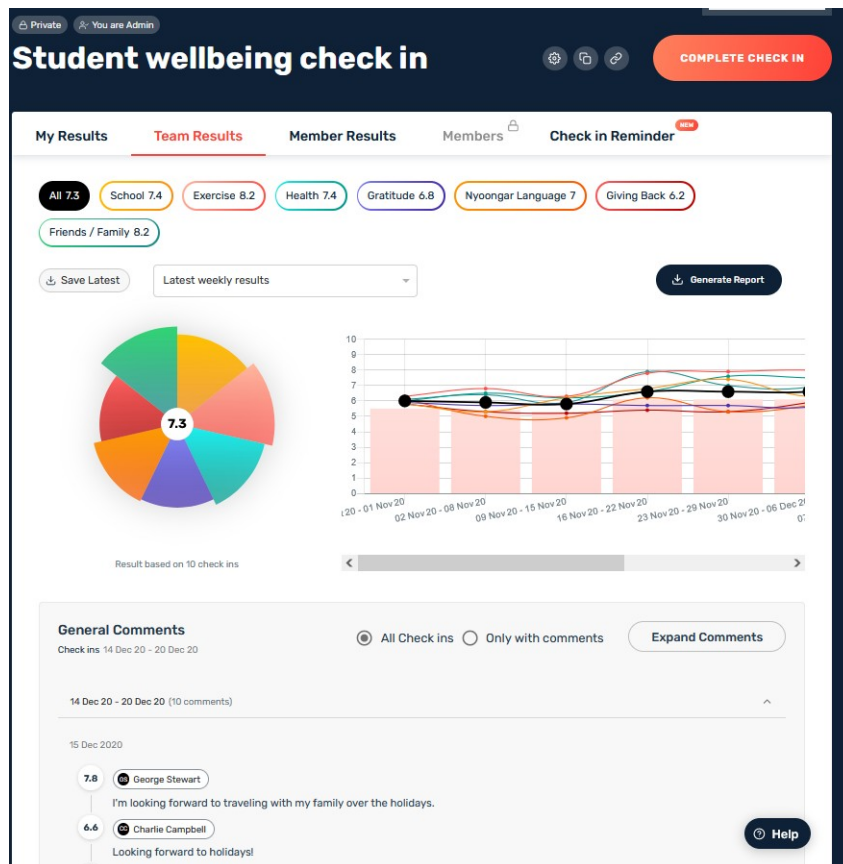 Private You are Admin
Student wellbeing check in
COMPLETE CHECK IN
My Results Team Results Member Results Members Check in Reminder NEW
All 7.3 School 7.4 Exercise 8.2 Health 7.4 Gratitude 6.8 Nyoongar Language 7 Giving Back 6.2
Friends / Family 8.2
Save Latest Latest weekly results Generate Report
7.3
10
9
8
7
6
5
4
3
2
1
0
20 - 01 Nov 20
02 Nov 20 - 08 Nov 20
09 Nov 20 - 15 Nov 20
16 Nov 20 - 22 Nov 20
23 Nov 20 - 29 Nov 20
30 Nov 20 - 06 Dec 2
Result based on 10 check ins
General Comments
Check ins 14 Dec 20 - 20 Dec 20
All Check ins Only with comments Expand Comments
14 Dec 20 - 20 Dec 20 (10 comments)
15 Dec 2020
7.8 GS George Stewart
I'm looking forward to traveling with my family over the holidays.
6.6 CC Charlie Campbell
Looking forward to holidays!
Help